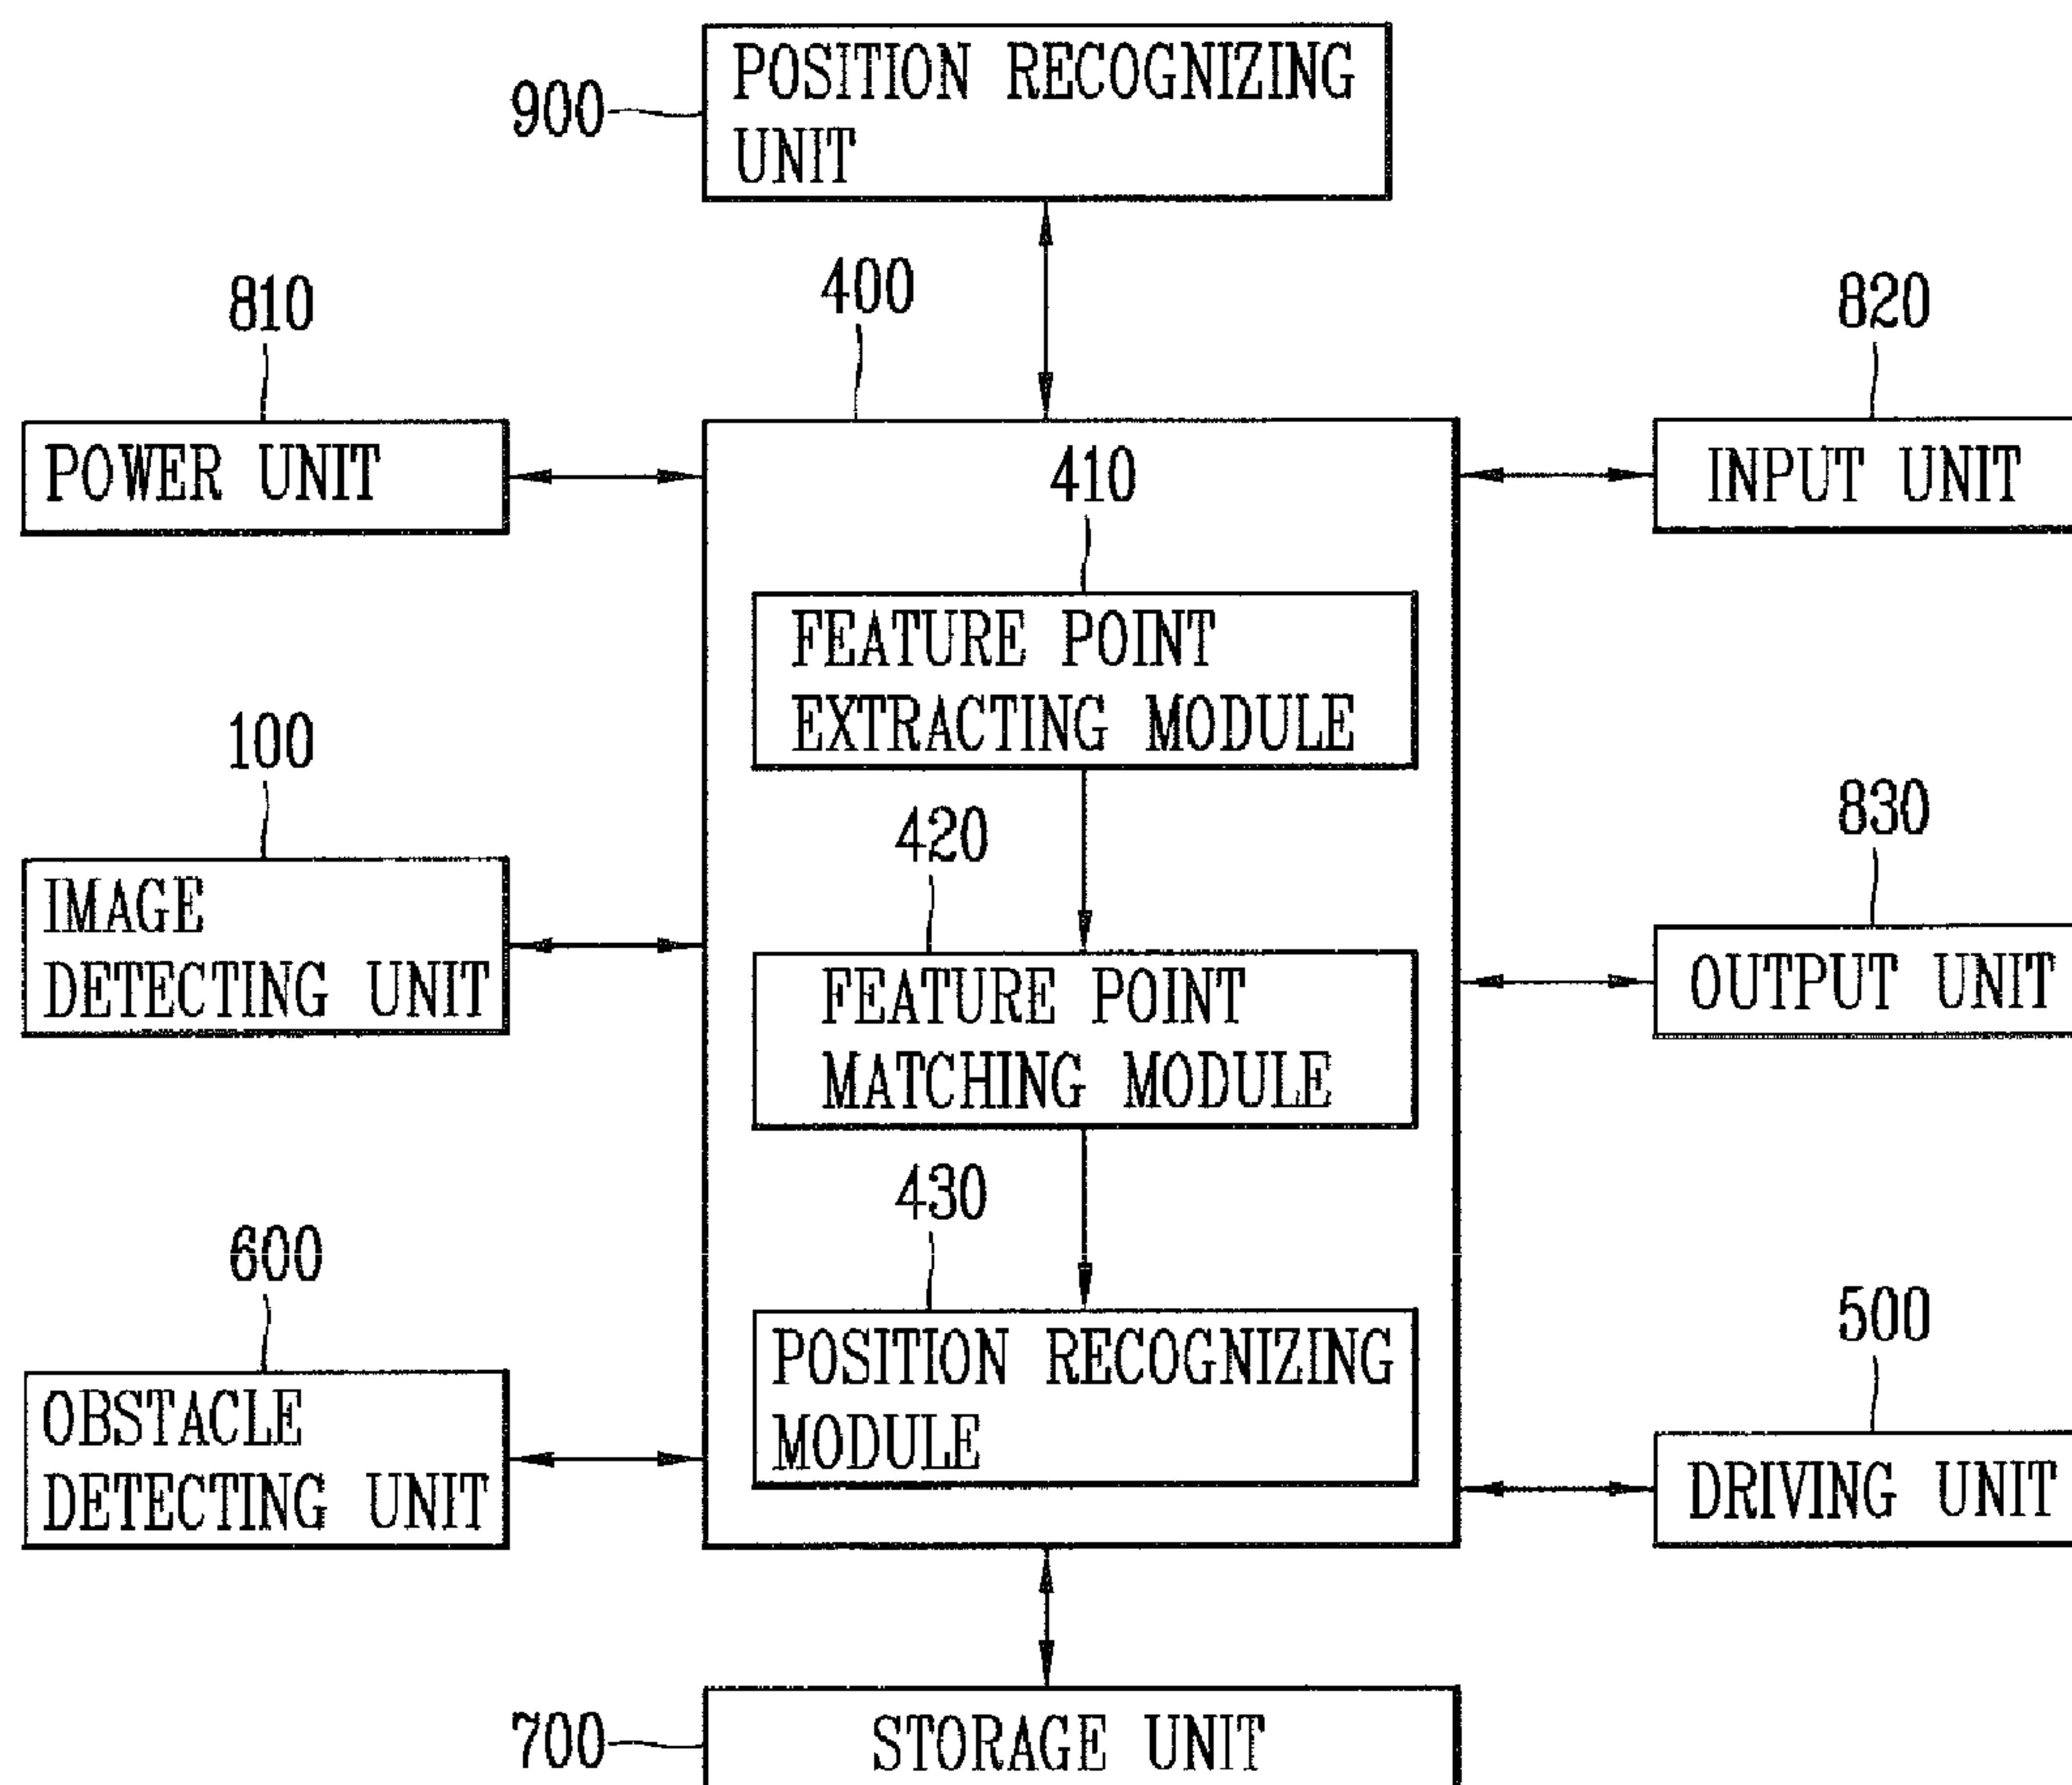 900
POSITION RECOGNIZING
UNIT
810
400
820
POWER UNIT
410
INPUT UNIT
FEATURE POINT
EXTRACTING MODULE
100
420
830
IMAGE
DETECTING UNIT
FEATURE POINT
MATCHING MODULE
OUTPUT UNIT
600
430
500
OBSTACLE
DETECTING UNIT
POSITION RECOGNIZING
MODULE
DRIVING UNIT
700
STORAGE UNIT